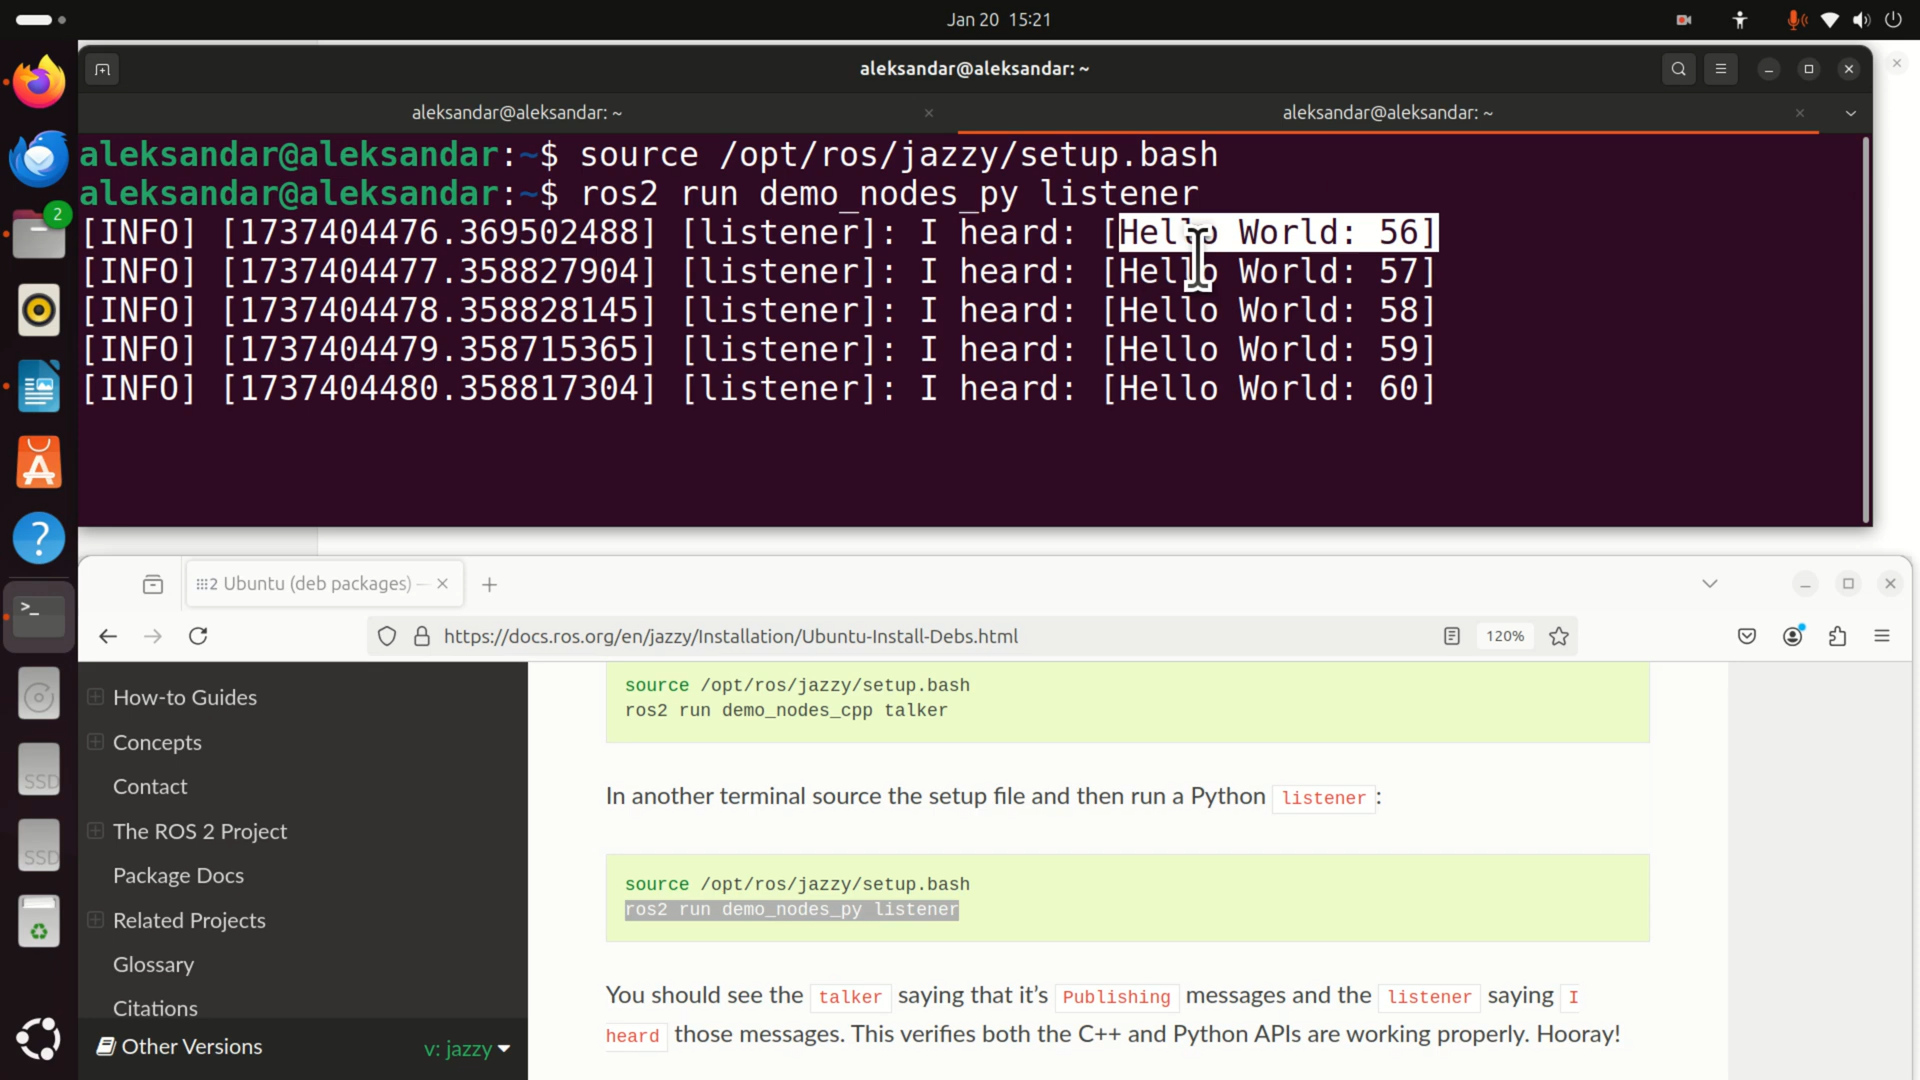 Jan 20 15:21
aleksandar@aleksandar: ~
aleksandar@aleksandar: ~
aleksandar@aleksandar: ~
aleksandar@aleksandar:~$ source /opt/ros/jazzy/setup.bash
aleksandar@aleksandar:~$ ros2 run demo_nodes_py listener
[INFO] [1737404476.369502488] [listener]: I heard: [Hello World: 56]
[INFO] [1737404477.358827904] [listener]: I heard: [Hello World: 57]
[INFO] [1737404478.358828145] [listener]: I heard: [Hello World: 58]
[INFO] [1737404479.358715365] [listener]: I heard: [Hello World: 59]
[INFO] [1737404480.358817304] [listener]: I heard: [Hello World: 60]
2
?
>_
SSD
SSD
2 Ubuntu (deb packages) —
https://docs.ros.org/en/jazzy/Installation/Ubuntu-Install-Debs.html
120%
How-to Guides
Concepts
Contact
The ROS 2 Project
Package Docs
Related Projects
Glossary
Citations
Other Versions
v: jazzy
source /opt/ros/jazzy/setup.bash
ros2 run demo_nodes_cpp talker
In another terminal source the setup file and then run a Python listener:
source /opt/ros/jazzy/setup.bash
ros2 run demo_nodes_py listener
You should see the talker saying that it’s Publishing messages and the listener saying I
heard those messages. This verifies both the C++ and Python APIs are working properly. Hooray!